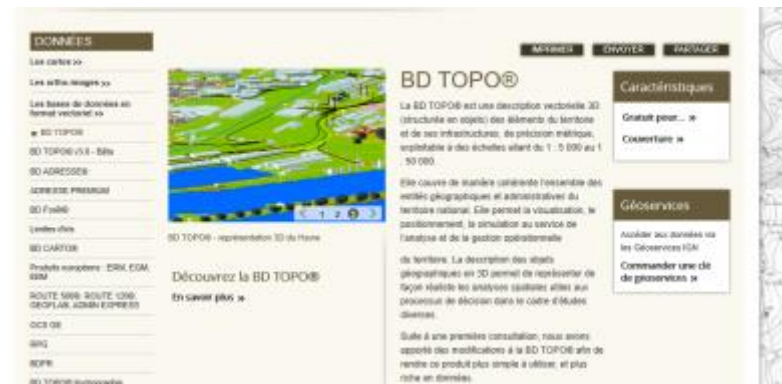 DONNÉES
Les cartes >>
Les ortho-images >>
Les bases de données en
format vectoriel >>
BD TOPO®
BD TOPO® v3.0 - Bêta
BD ADRESSE®
ADRESSE PREMIUM
BD Forêt®
BD CARTO®
Produits européens : ERM, EGM,
ROUTE 500®, ROUTE 120®,
GEOFLA®, ADMIN EXPRESS
RPG
BDPR
BD TOPO® Hydrographie
1 2 3
BD TOPO® - représentation 3D du Havre
Découvrez la BD TOPO®
En savoir plus »
IMPRIMER ENVOYER PARTAGER
BD TOPO®
La BD TOPO® est une description vectorielle 3D
(structurée en objets) des éléments du territoire
et de ses infrastructures, de précision métrique,
exploitable à des échelles allant du 1 : 5 000 au 1
: 50 000.
Elle couvre de manière cohérente l'ensemble des
entités géographiques et administratives du
territoire national. Elle permet la visualisation, le
positionnement, la simulation au service de
l'analyse et de la gestion opérationnelle
du territoire. La description des objets
géographiques en 3D permet de représenter de
façon réaliste les analyses spatiales utiles aux
processus de décision dans le cadre d'études
diverses.
Suite à une première consultation, nous avons
apporté des modifications à la BD TOPO® afin de
rendre ce produit plus simple à utiliser, et plus
riche en données.
Caractéristiques
Gratuit pour... »
Couverture »
Géoservices
Accéder aux données via
les Géoservices IGN
Commander une clé
de géoservices »